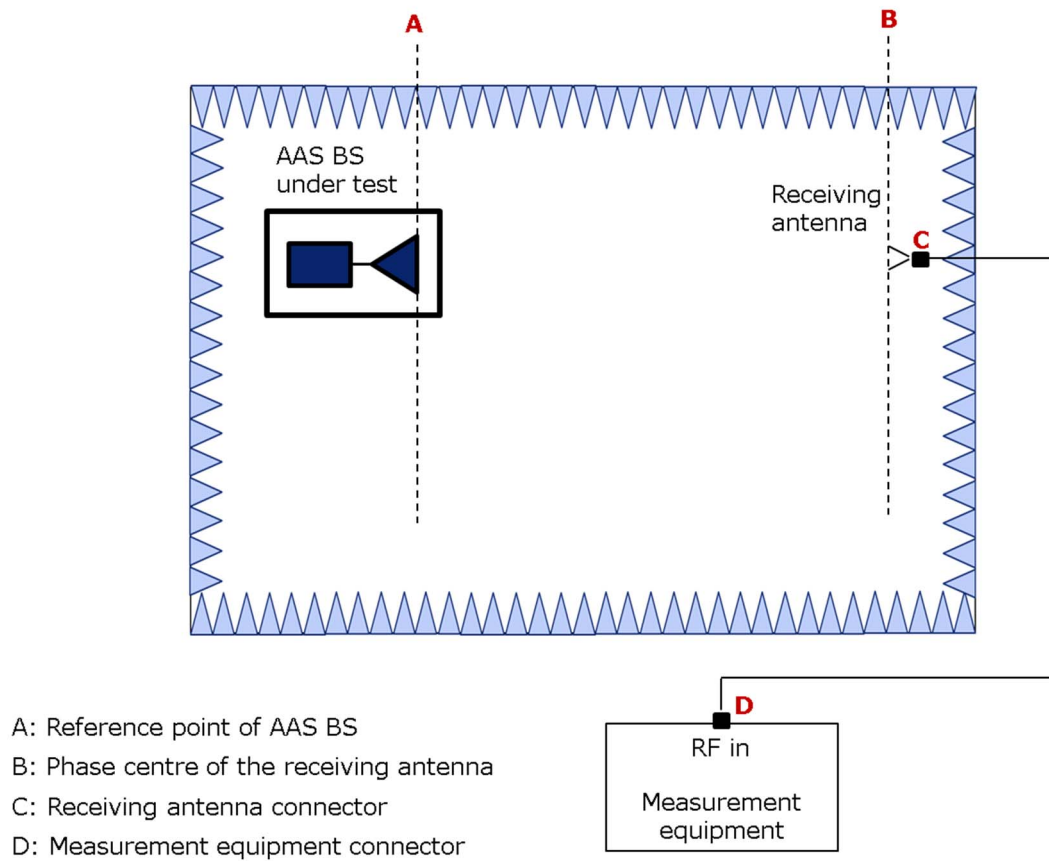 A
B
AAS BS
under test
Receiving
antenna
C
D
RF in
Measurement
equipment
A: Reference point of AAS BS
B: Phase centre of the receiving antenna
C: Receiving antenna connector
D: Measurement equipment connector